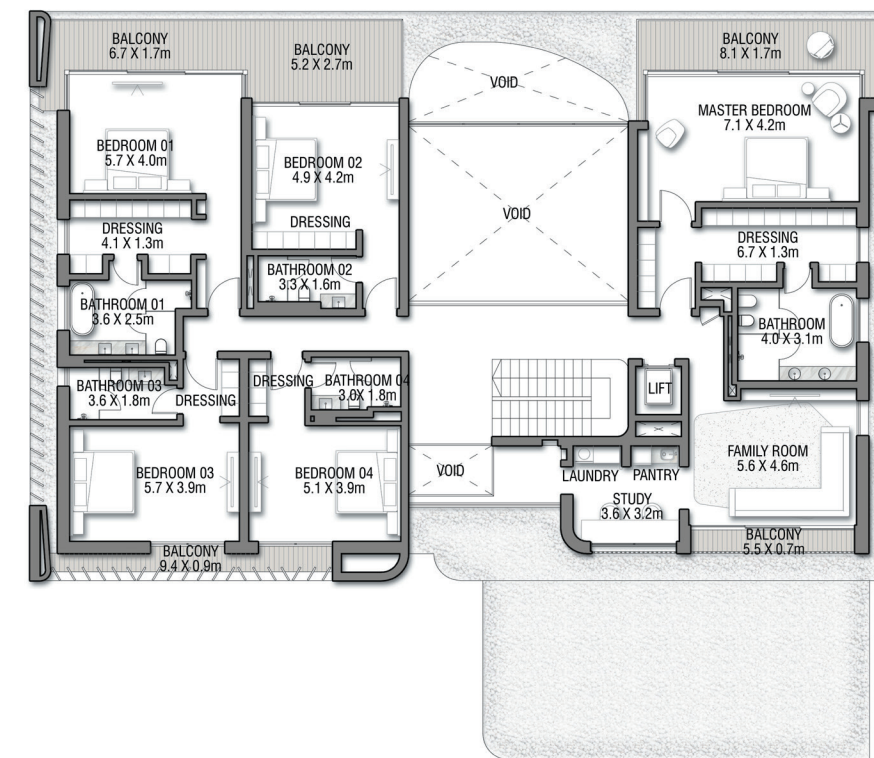 BALCONY
6.7 X 1.7m
BALCONY
5.2 X 2.7m
VOID
BALCONY
8.1 X 1.7m
MASTER BEDROOM
7.1 X 4.2m
BEDROOM 01
5.7 X 4.0m
BEDROOM 02
4.9 X 4.2m
DRESSING
VOID
DRESSING
4.1 X 1.3m
DRESSING
6.7 X 1.3m
BATHROOM 02
3.3 X 1.6m
BATHROOM 01
3.6 X 2.5m
BATHROOM
4.0 X 3.1m
BATHROOM 03
3.6 X 1.8m
DRESSING
DRESSING
BATHROOM 04
3.0X 1.8m
LIFT
BEDROOM 03
5.7 X 3.9m
BEDROOM 04
5.1 X 3.9m
VOID
LAUNDRY
PANTRY
FAMILY ROOM
5.6 X 4.6m
STUDY
3.6 X 3.2m
BALCONY
9.4 X 0.9m
BALCONY
5.5 X 0.7m